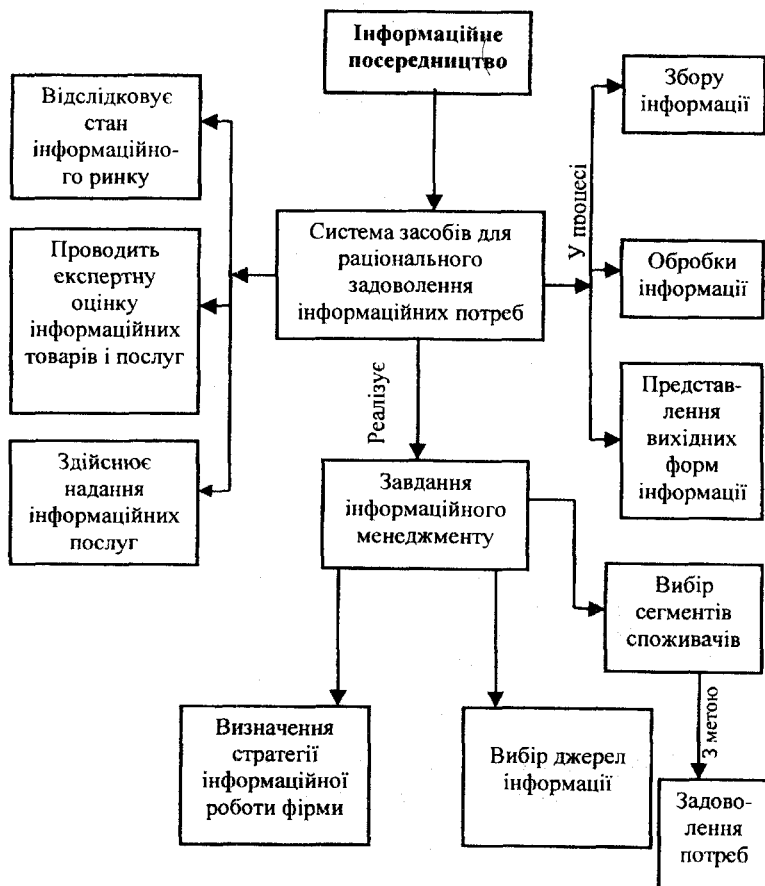 Інформаційне
посередництво
Відслідковує
стан
інформаційно-
го ринку
Збору
інформації
У процесі
Система засобів для
раціонального
задоволення
інформаційних потреб
Проводить
експертну
оцінку
інформаційних
товарів і послуг
Обробки
інформації
Реалізує
Представ-
лення
вихідних
форм
інформації
Здійснює
надання
інформаційних
послуг
Завдання
інформаційного
менеджменту
Вибір
сегментів
споживачів
З метою
Визначення
стратегії
інформаційної
роботи фірми
Вибір джерел
інформації
Задово-
лення
потреб